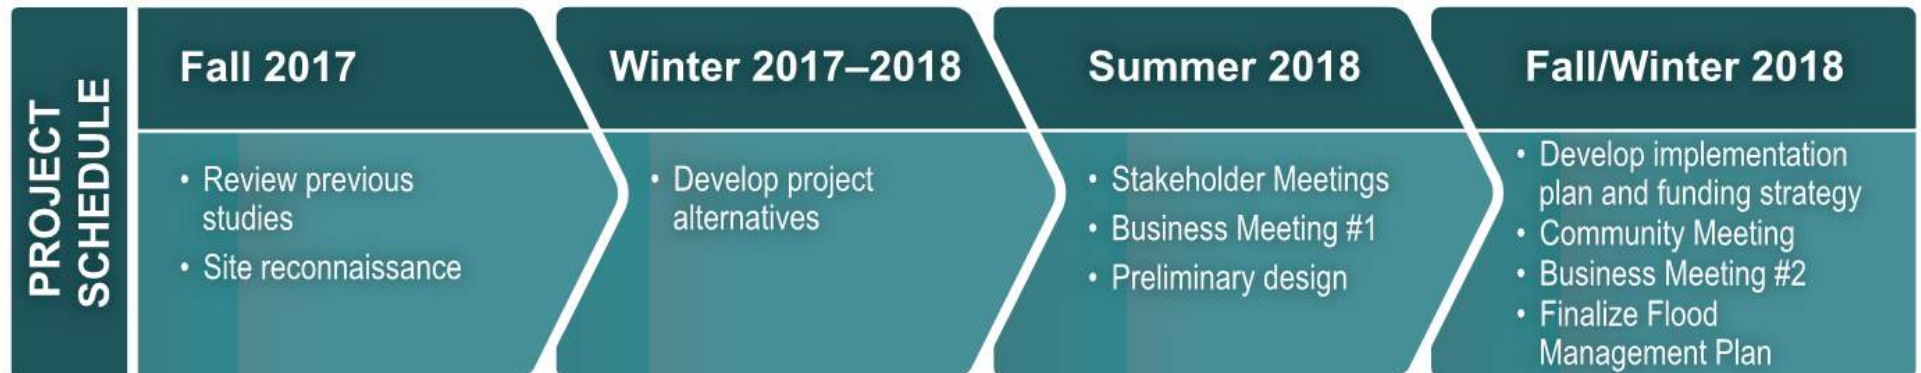 PROJECT
SCHEDULE
Fall 2017
• Review previous
studies
• Site reconnaissance
Winter 2017–2018
• Develop project
alternatives
Summer 2018
• Stakeholder Meetings
• Business Meeting #1
• Preliminary design
Fall/Winter 2018
• Develop implementation
plan and funding strategy
• Community Meeting
• Business Meeting #2
• Finalize Flood
Management Plan